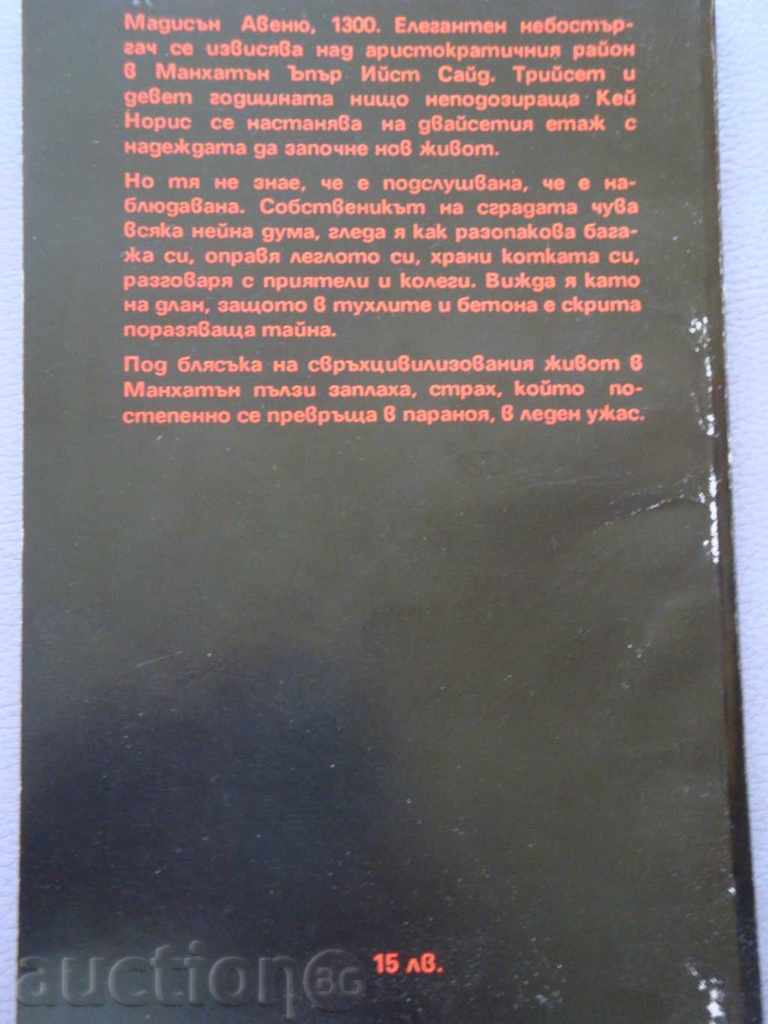 Мадисън Авеню, 1300. Елегантен небостър-
гач се извисява над аристократичния район
в Манхатън Ъпър Ийст Сайд. Трийсет и
девет годишната нищо неподозираща Кей
Норис се настанява на двайсетия етаж с
надеждата да започне нов живот.
Но тя не знае, че е подслушвана, че е на-
блюдавана. Собственикът на сградата чува
всяка нейна дума, гледа я как разопакова бага-
жа си, оправя леглото си, храни котката си,
разговаря с приятели и колеги. Вижда я като
на длан, защото в тухлите и бетона е скрита
поразяваща тайна.
Под блясъка на свръхцивилизования живот в
Манхатън пълзи заплаха, страх, който по-
степенно се превръща в параноя, в леден ужас.
15 лв.
auctionBG